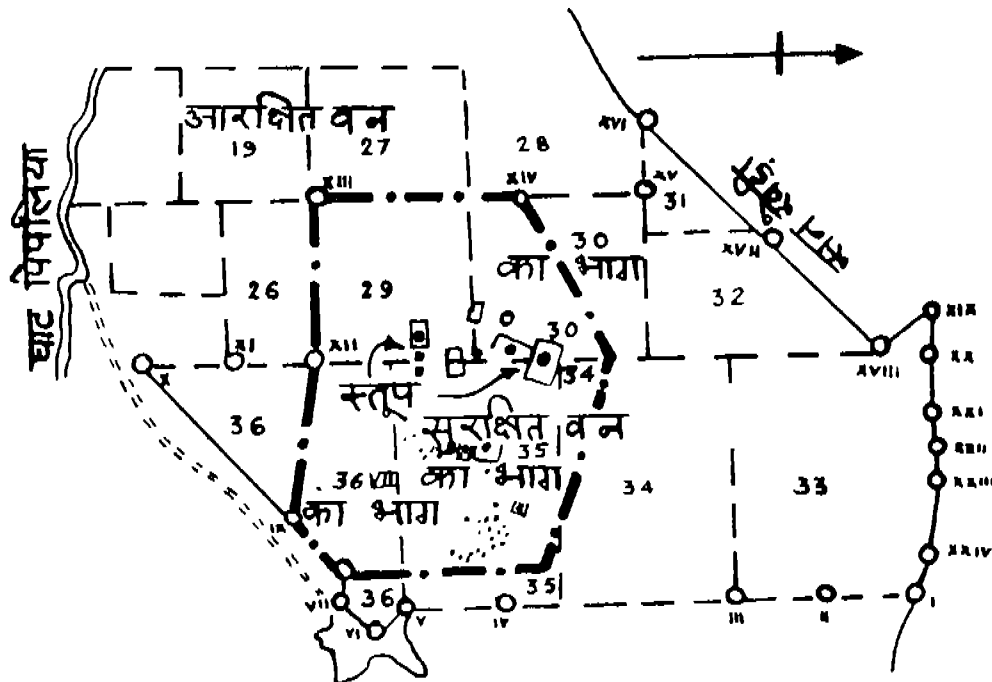 आरक्षित वन
19
27
28
XVI
XIII
XIV
XV
31
घाट पिपलिया
30
का भाग
XVII
26
29
32
XIX
30
X
XI
XII
34
XVIII
XX
स्तूप
36
सुरक्षित वन
XXI
35
XXII
36 VIII
का भाग
34
33
XXIII
IX
का भाग
XXIV
36
35
VII
V
IV
III
II
I
VI